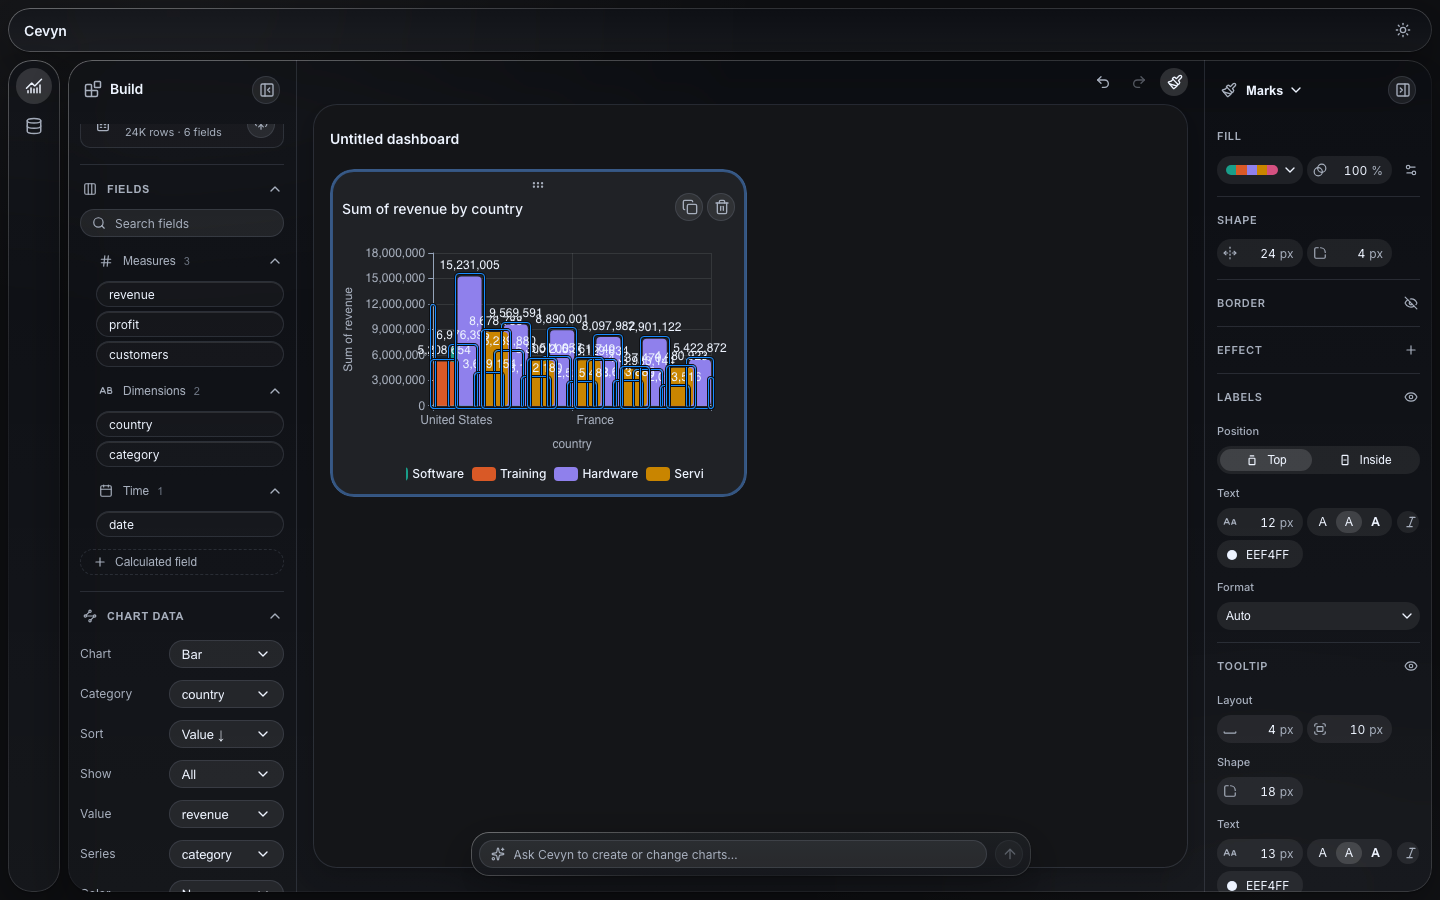 Cevyn
Build
24K rows · 6 fields
FIELDS
Search fields
Measures 3
revenue
profit
customers
AB Dimensions 2
country
category
Time 1
date
Calculated field
CHART DATA
Chart Bar
Category country
Sort Value ↓
Show All
Value revenue
Series category
Untitled dashboard
Sum of revenue by country
18,000,000
15,000,000
12,000,000
9,000,000
6,000,000
3,000,000
0
Sum of revenue
15,231,005
9,569,591
8,890,001
8,097,982
7,901,122
5,422,872
United States
France
country
Software Training Hardware Servi
Ask Cevyn to create or change charts...
Marks
FILL
100 %
SHAPE
24 px
4 px
BORDER
EFFECT
LABELS
Position
Top Inside
Text
AA 12 px A A A I
EEF4FF
Format
Auto
TOOLTIP
Layout
4 px
10 px
Shape
18 px
Text
AA 13 px A A A I
EEF4FF